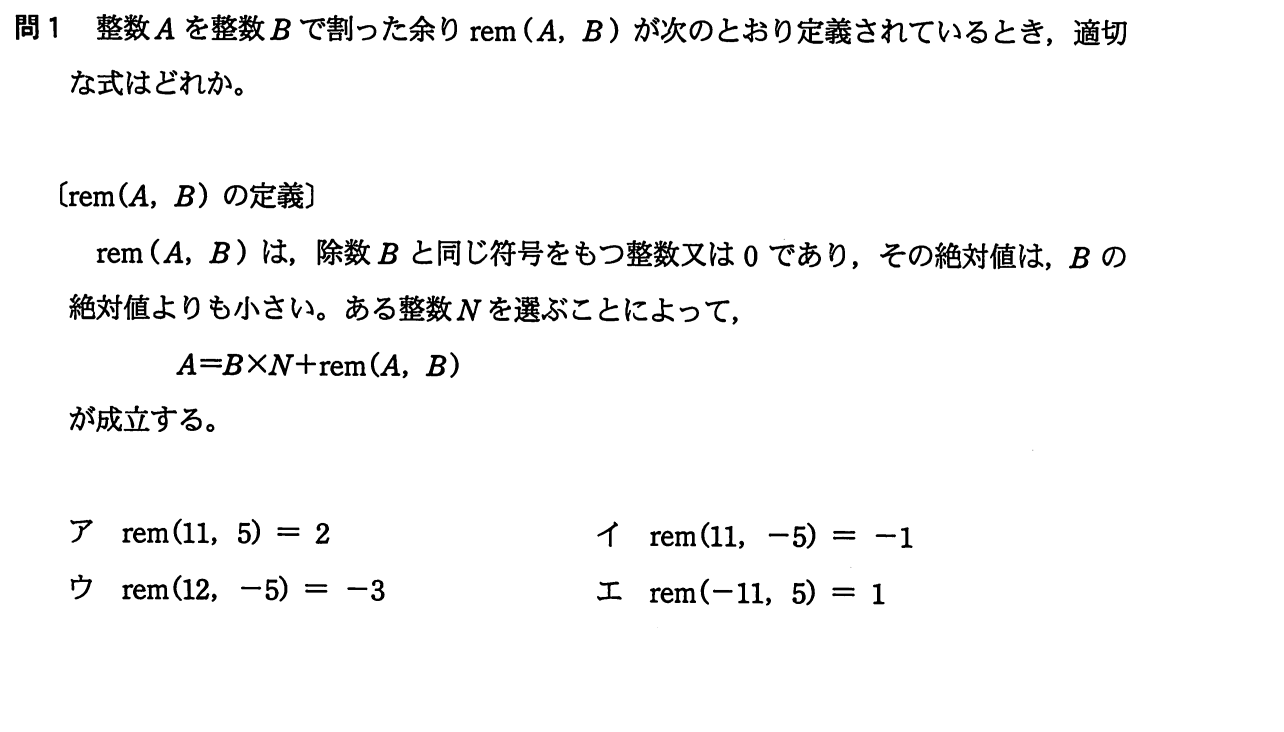 問1 整数Aを整数Bで割った余り rem(A, B) が次のとおり定義されているとき，適切
な式はどれか。
〔rem(A, B) の定義〕
rem(A, B) は，除数Bと同じ符号をもつ整数又は0であり，その絶対値は，Bの
絶対値よりも小さい。ある整数Nを選ぶことによって，
A＝B×N＋rem(A, B)
が成立する。
ア rem(11, 5) ＝ 2 イ rem(11, －5) ＝ －1
ウ rem(12, －5) ＝ －3 エ rem(－11, 5) ＝ 1